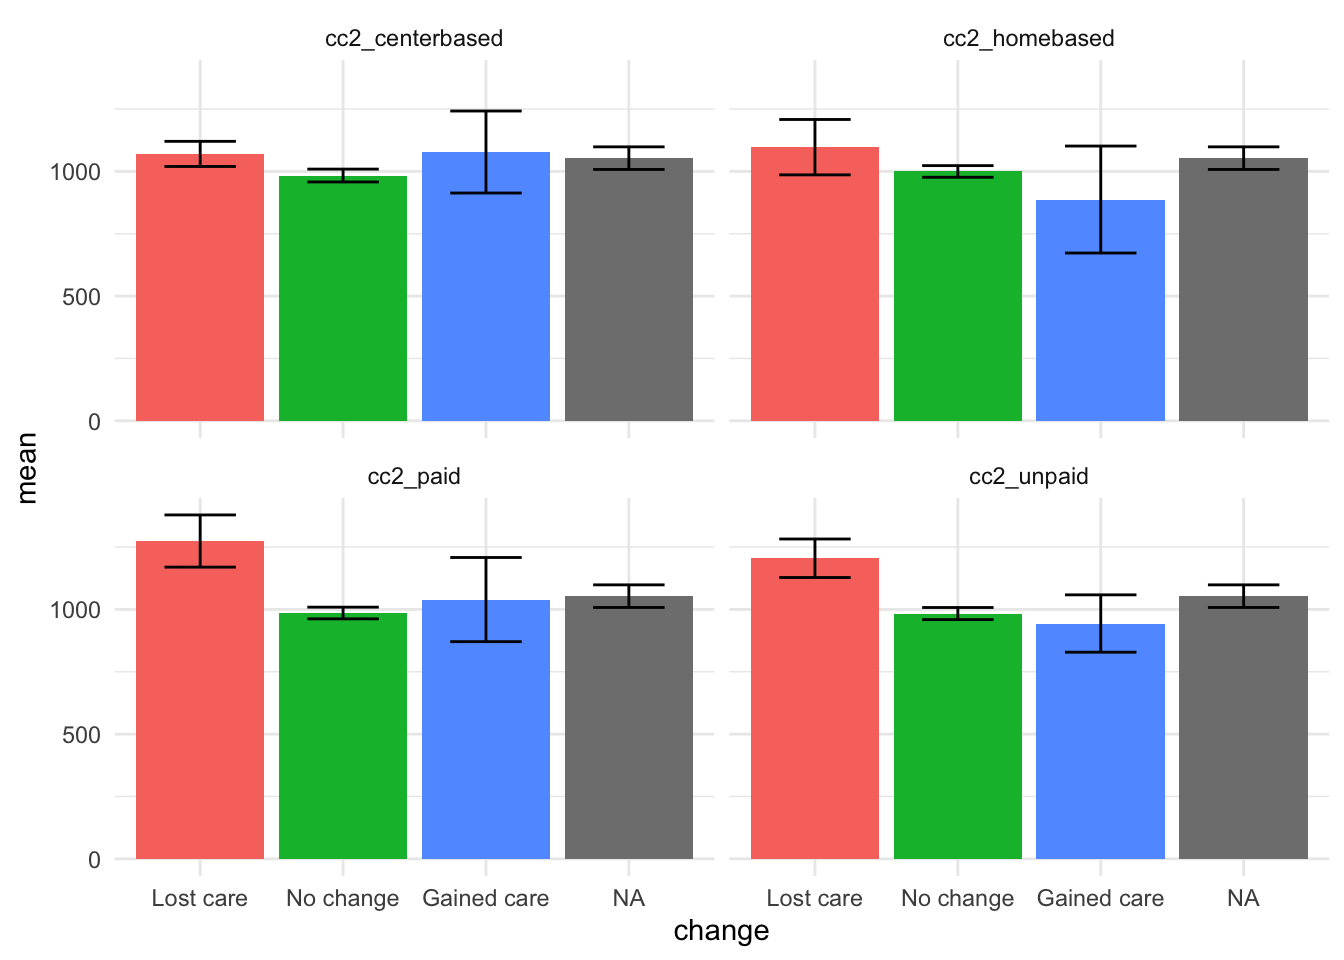 cc2_centerbased cc2_homebased
1000
500
0
mean
cc2_paid cc2_unpaid
1000
500
0
Lost care No change Gained care NA Lost care No change Gained care NA
change